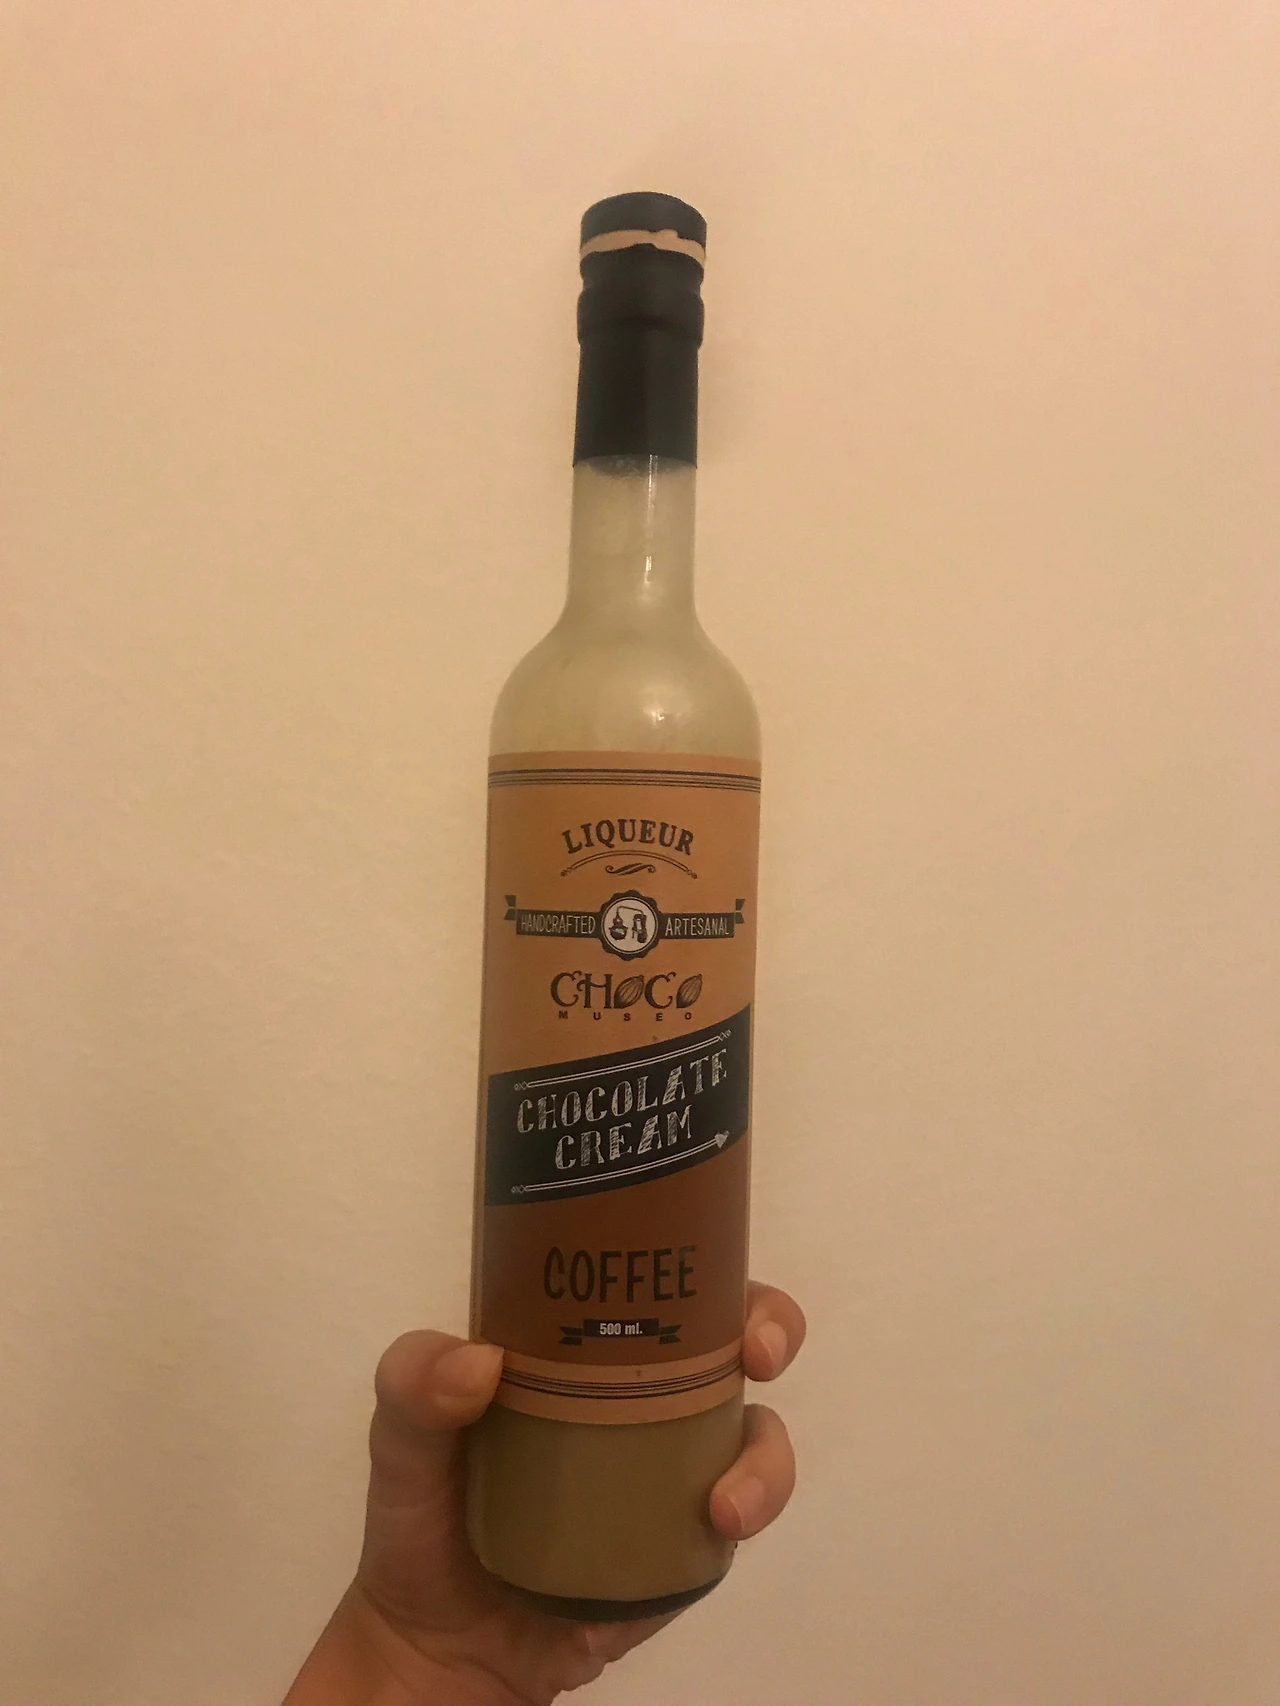 LIQUEUR
HANDCRAFTED ARTESANAL
CHOCO
MUSEO
CHOCOLATE
CREAM
COFFEE
500 ml.